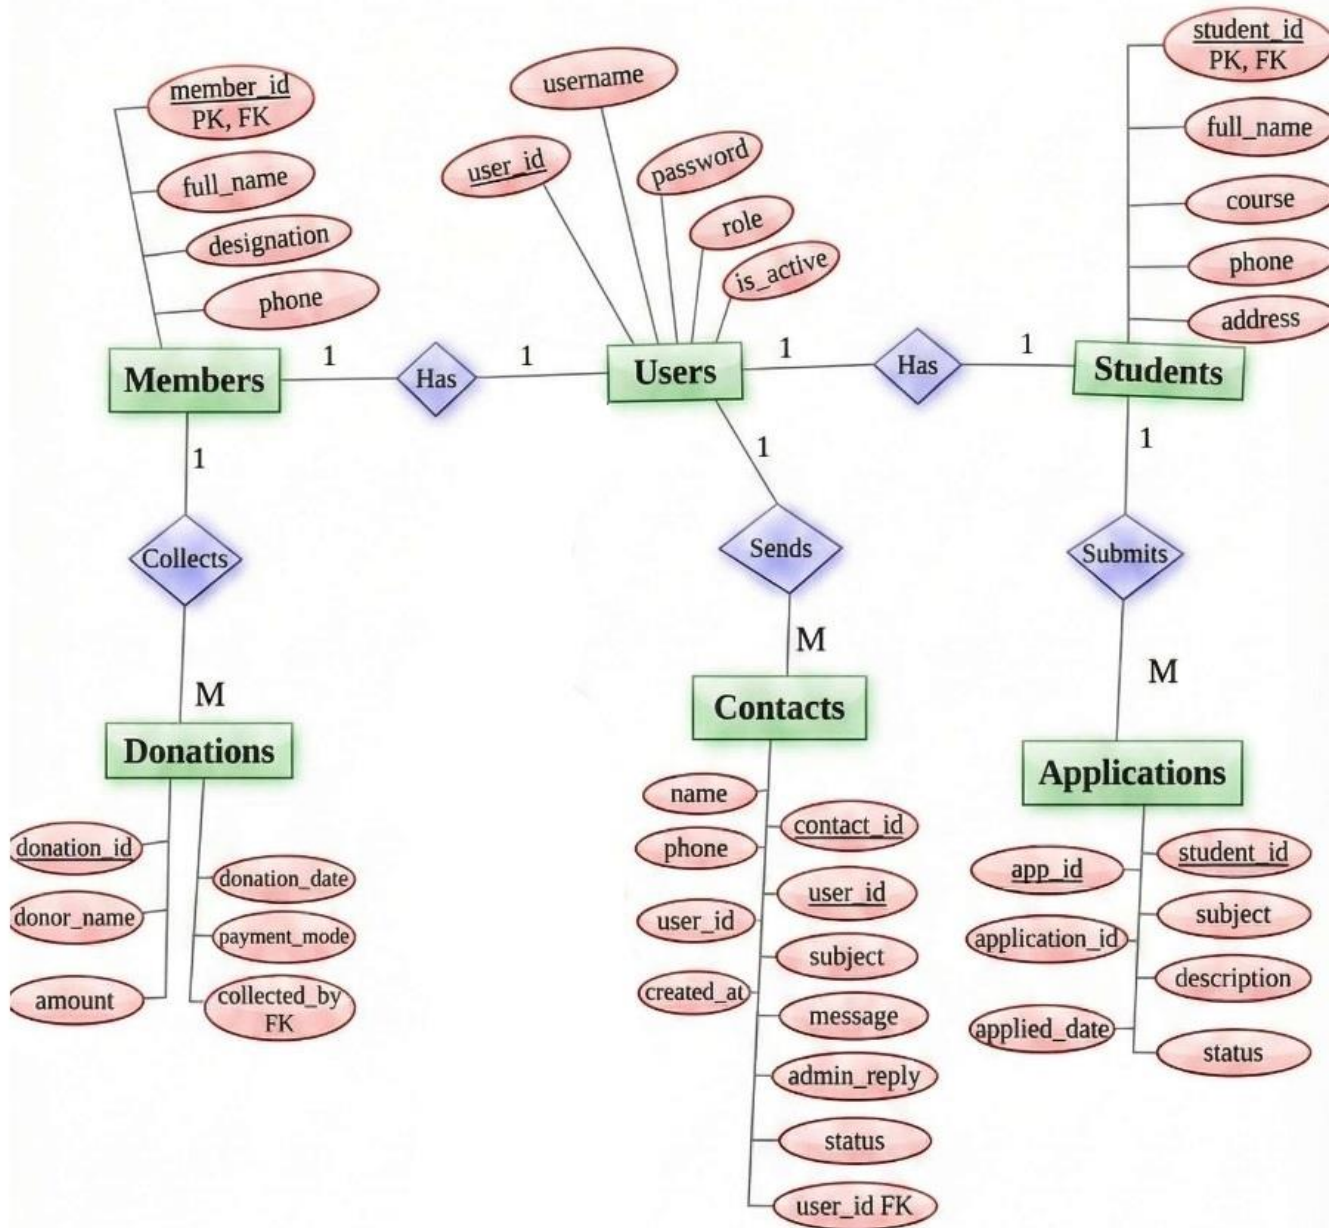 member_id
PK, FK
full_name
designation
phone
username
user_id
password
role
is_active
student_id
PK, FK
full_name
course
phone
address
Members
1
Has
1
Users
1
Has
1
Students
1
Collects
M
1
Sends
M
1
Submits
M
Donations
donation_id
donor_name
amount
donation_date
payment_mode
collected_by
FK
Contacts
name
phone
user_id
created_at
contact_id
user_id
subject
message
admin_reply
status
user_id FK
Applications
app_id
application_id
applied_date
student_id
subject
description
status